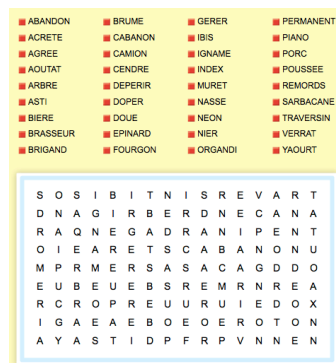 ABANDON BRUME GERER PERMANENT
ACRETE CABANON IBIS PIANO
AGREE CAMION IGNAME PORC
AOUTAT CENDRE INDEX POUSSEE
ARBRE DEPERIR MURET REMORDS
ASTI DOPER NASSE SARBACANE
BIERE DOUE NEON TRAVERSIN
BRASSEUR EPINARD NIER VERRAT
BRIGAND FOURGON ORGANDI YAOURT
S O S I B I T N I S R E V A R T
D N A G I R B E R D N E C A N A
R A Q N E G A D R A N I P E N T
O I E A R E T S C A B A N O N U
M P R M E R S A S A C A G D D O
E U B E U E B S R E M R N R E A
R C R O P R E U U R U I E D O X
I G A E A E B O E O E R O T O N
A Y A S T I D P F R P V N N E N